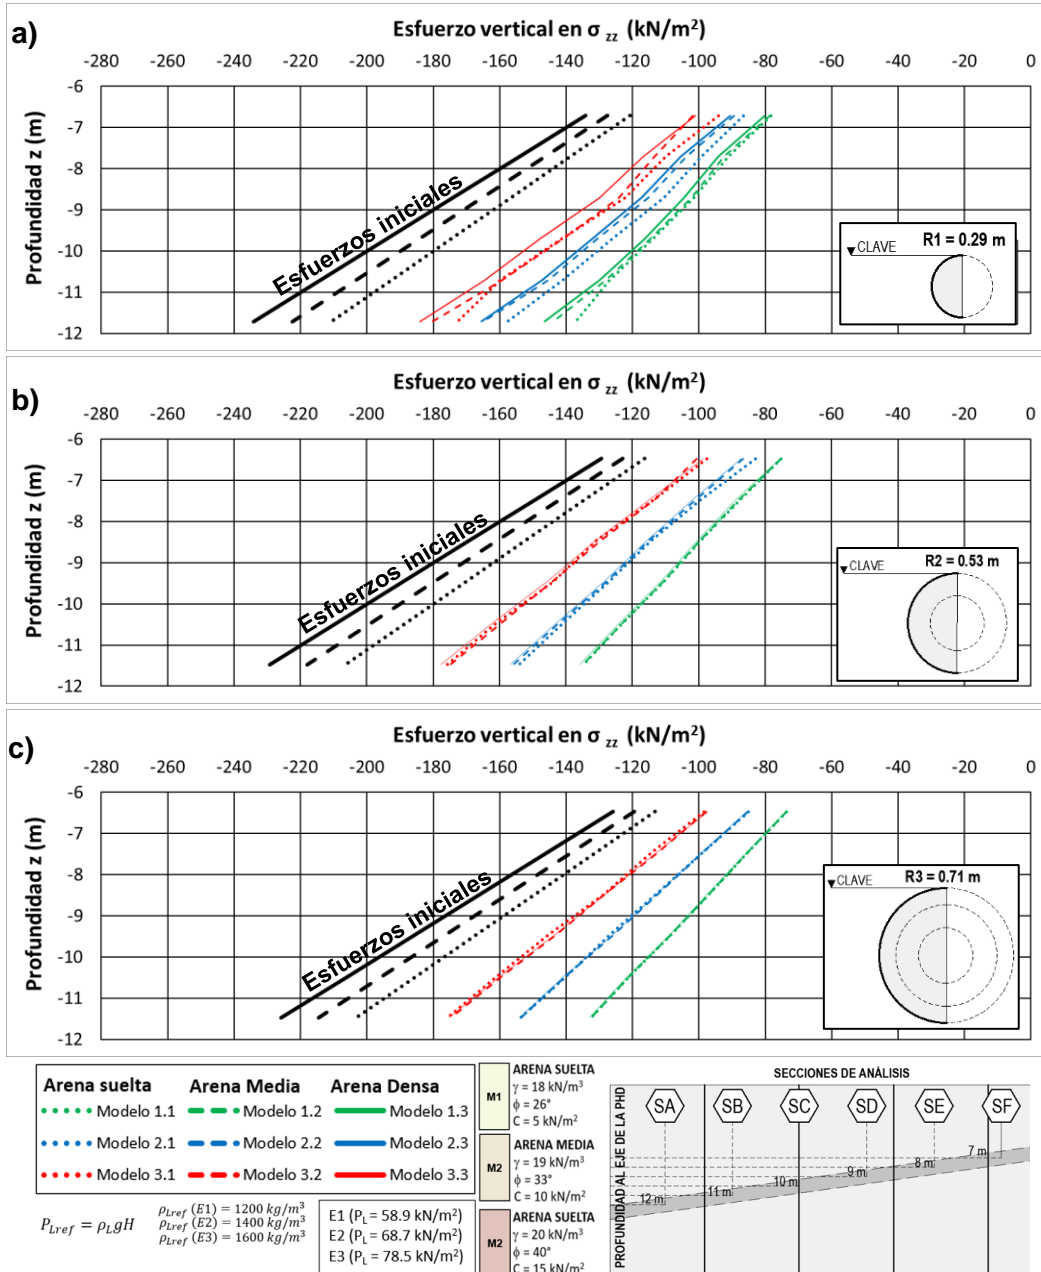 a)
Esfuerzo vertical en σ zz (kN/m²)
-280 -260 -240 -220 -200 -180 -160 -140 -120 -100 -80 -60 -40 -20 0
Profundidad z (m)
-6
-7
-8
-9
-10
-11
-12
Esfuerzos iniciales
CLAVE
R1 = 0.29 m
b)
Esfuerzo vertical en σ zz (kN/m²)
-280 -260 -240 -220 -200 -180 -160 -140 -120 -100 -80 -60 -40 -20 0
Profundidad z (m)
-6
-7
-8
-9
-10
-11
-12
Esfuerzos iniciales
CLAVE
R2 = 0.53 m
c)
Esfuerzo vertical en σ zz (kN/m²)
-280 -260 -240 -220 -200 -180 -160 -140 -120 -100 -80 -60 -40 -20 0
Profundidad z (m)
-6
-7
-8
-9
-10
-11
-12
Esfuerzos iniciales
CLAVE
R3 = 0.71 m
Arena suelta Arena Media Arena Densa
Modelo 1.1 Modelo 1.2 Modelo 1.3
Modelo 2.1 Modelo 2.2 Modelo 2.3
Modelo 3.1 Modelo 3.2 Modelo 3.3
P_Lref = ρ_L gH
ρ_Lref (E1) = 1200 kg/m³
ρ_Lref (E2) = 1400 kg/m³
ρ_Lref (E3) = 1600 kg/m³
E1 (P_L = 58.9 kN/m²)
E2 (P_L = 68.7 kN/m²)
E3 (P_L = 78.5 kN/m²)
M1
ARENA SUELTA
γ = 18 kN/m³
ϕ = 26°
C = 5 kN/m²
M2
ARENA MEDIA
γ = 19 kN/m³
ϕ = 33°
C = 10 kN/m²
M2
ARENA SUELTA
γ = 20 kN/m³
ϕ = 40°
C = 15 kN/m²
SECCIONES DE ANÁLISIS
PROFUNDIDAD AL EJE DE LA PHD
SA SB SC SD SE SF
12 m 11 m 10 m 9 m 8 m 7 m